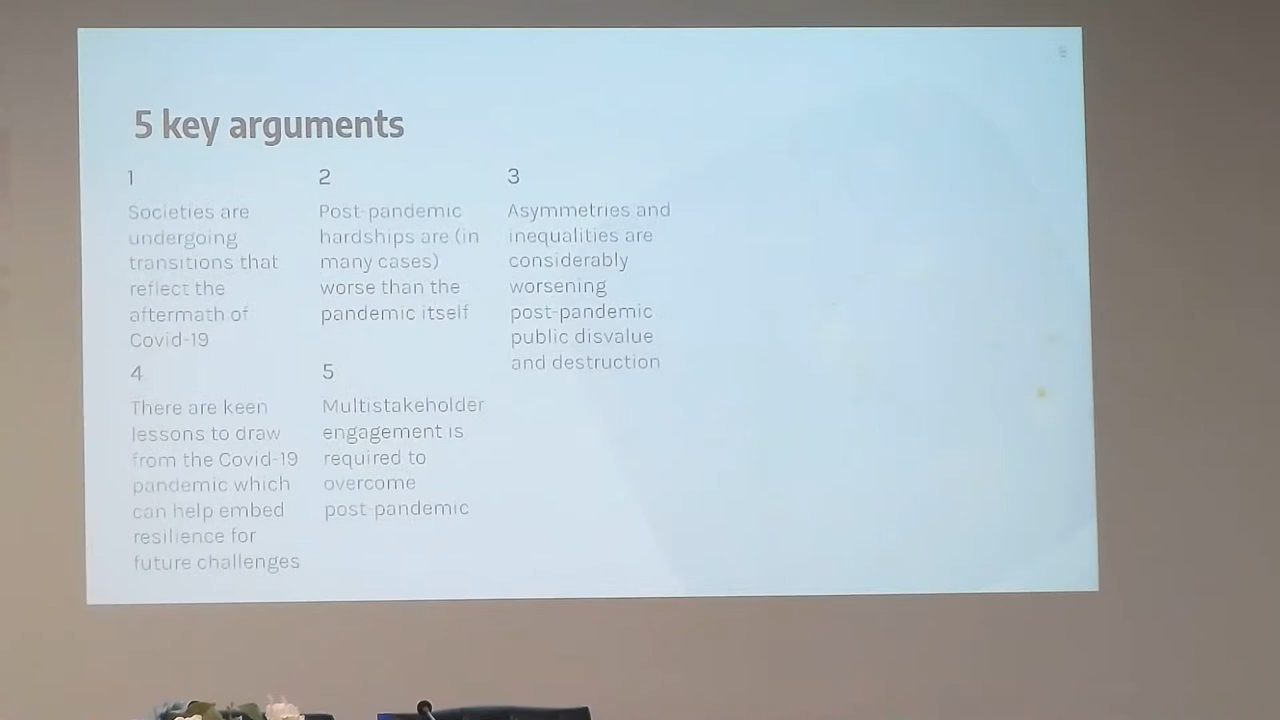 5 key arguments
1
Societies are
undergoing
transitions that
reflect the
aftermath of
Covid-19
2
Post-pandemic
hardships are (in
many cases)
worse than the
pandemic itself
3
Asymmetries and
inequalities are
considerably
worsening
post-pandemic
public disvalue
and destruction
4
There are keen
lessons to draw
from the Covid-19
pandemic which
can help embed
resilience for
future challenges
5
Multistakeholder
engagement is
required to
overcome
post-pandemic